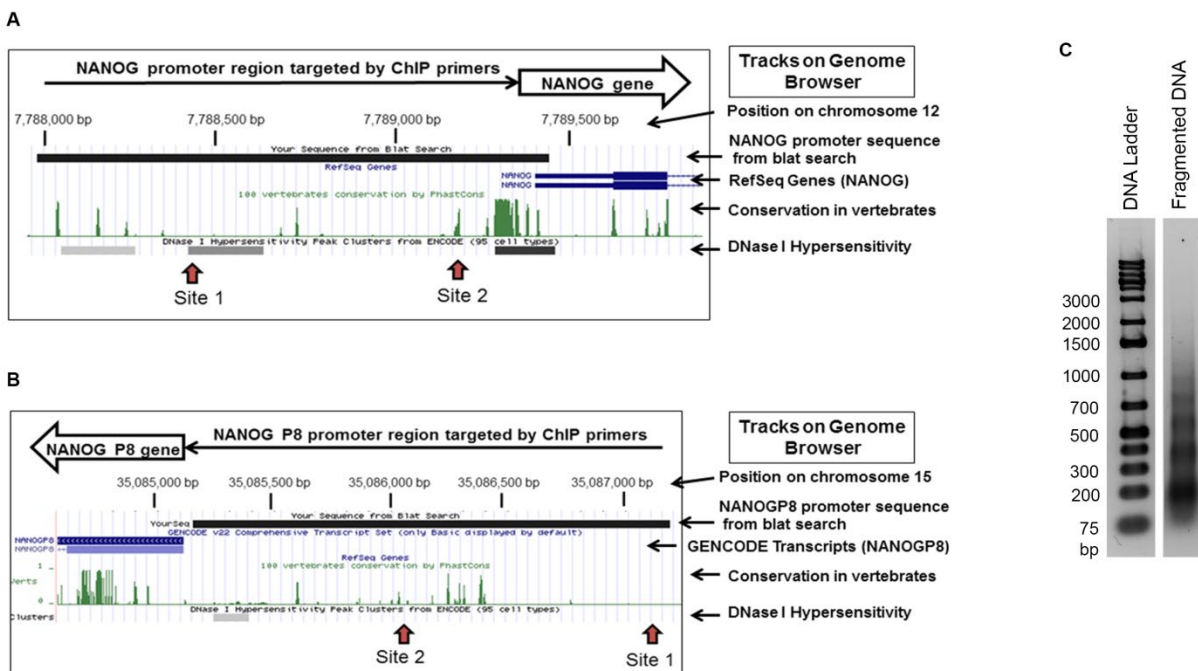 A
NANOG promoter region targeted by ChIP primers
NANOG gene
Tracks on Genome
Browser
7,788,000 bp 7,788,500 bp 7,789,000 bp 7,789,500 bp
Position on chromosome 12
Your Sequence from Blat Search
NANOG promoter sequence
from blat search
RefSeq Genes
NANOG
NANOG
RefSeq Genes (NANOG)
100 vertebrates conservation by PhastCons
Conservation in vertebrates
DNase I Hypersensitivity Peak Clusters from ENCODE (95 cell types)
DNase I Hypersensitivity
Site 1
Site 2
B
NANOG P8 gene
NANOG P8 promoter region targeted by ChIP primers
Tracks on Genome
Browser
35,085,000 bp 35,085,500 bp 35,086,000 bp 35,086,500 bp 35,087,000 bp
Position on chromosome 15
Your Sequence from Blat Search
YourSeq
NANOGP8 promoter sequence
from blat search
GENCODE v22 Comprehensive Transcript Set (only Basic displayed by default)
NANOGP8
NANOGP8
GENCODE Transcripts (NANOGP8)
RefSeq Genes
100 vertebrates conservation by PhastCons
1
verts
0
Conservation in vertebrates
DNase I Hypersensitivity Peak Clusters from ENCODE (95 cell types)
Clusters
DNase I Hypersensitivity
Site 2
Site 1
C
DNA Ladder
Fragmented DNA
3000
2000
1500
1000
700
500
300
200
75
bp